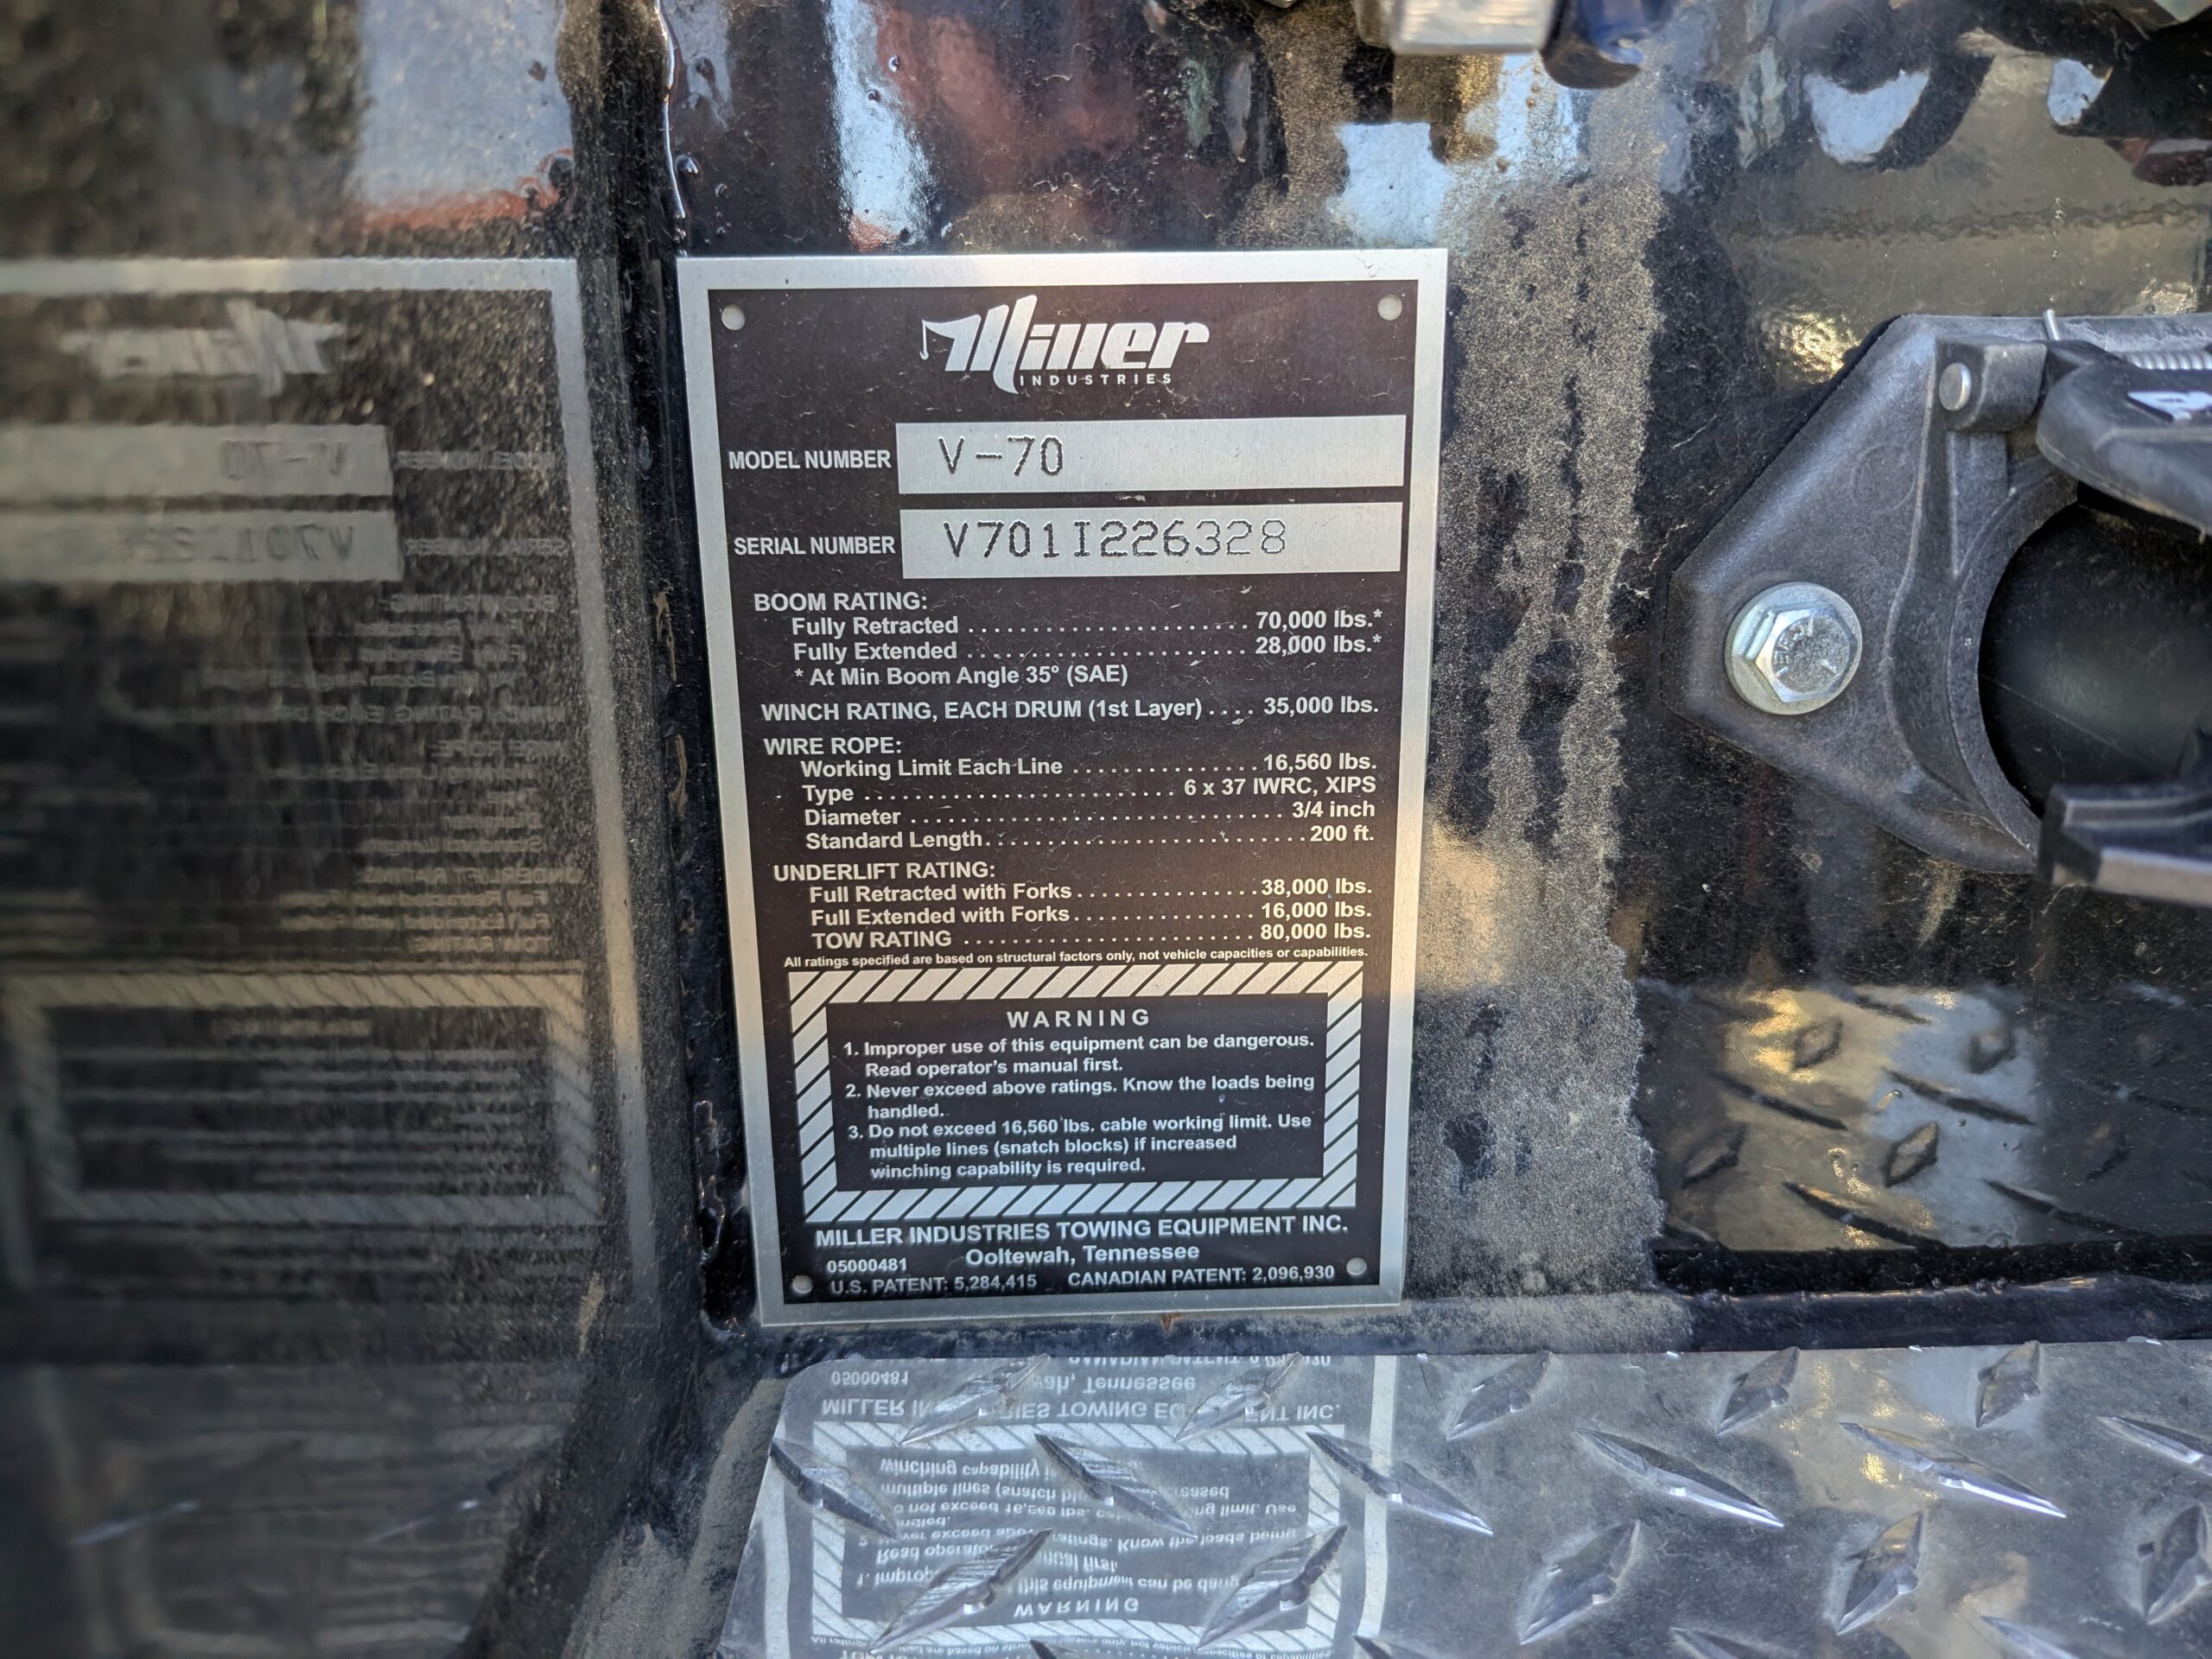 Miller
INDUSTRIES
MODEL NUMBER V-70
SERIAL NUMBER V701I226328
BOOM RATING:
Fully Retracted ...................... 70,000 lbs.*
Fully Extended ...................... 28,000 lbs.*
* At Min Boom Angle 35° (SAE)
WINCH RATING, EACH DRUM (1st Layer) .... 35,000 lbs.
WIRE ROPE:
Working Limit Each Line ............... 16,560 lbs.
Type ......................... 6 x 37 IWRC, XIPS
Diameter .............................. 3/4 inch
Standard Length......................... 200 ft.
UNDERLIFT RATING:
Full Retracted with Forks............... 38,000 lbs.
Full Extended with Forks............... 16,000 lbs.
TOW RATING ........................ 80,000 lbs.
All ratings specified are based on structural factors only, not vehicle capacities or capabilities.
WARNING
1. Improper use of this equipment can be dangerous.
Read operator's manual first.
2. Never exceed above ratings. Know the loads being
handled.
3. Do not exceed 16,560 lbs. cable working limit. Use
multiple lines (snatch blocks) if increased
winching capability is required.
MILLER INDUSTRIES TOWING EQUIPMENT INC.
05000481 Ooltewah, Tennessee
U.S. PATENT: 5,284,415 CANADIAN PATENT: 2,096,930